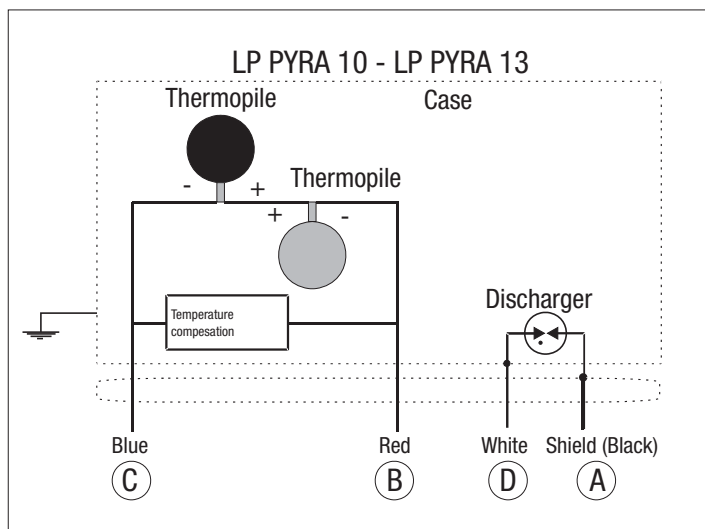 LP PYRA 10 - LP PYRA 13
Case
Thermopile
- +
Thermopile
+ -
Discharger
Temperature
compesation
Blue
Red
White
Shield (Black)
C
B
D
A